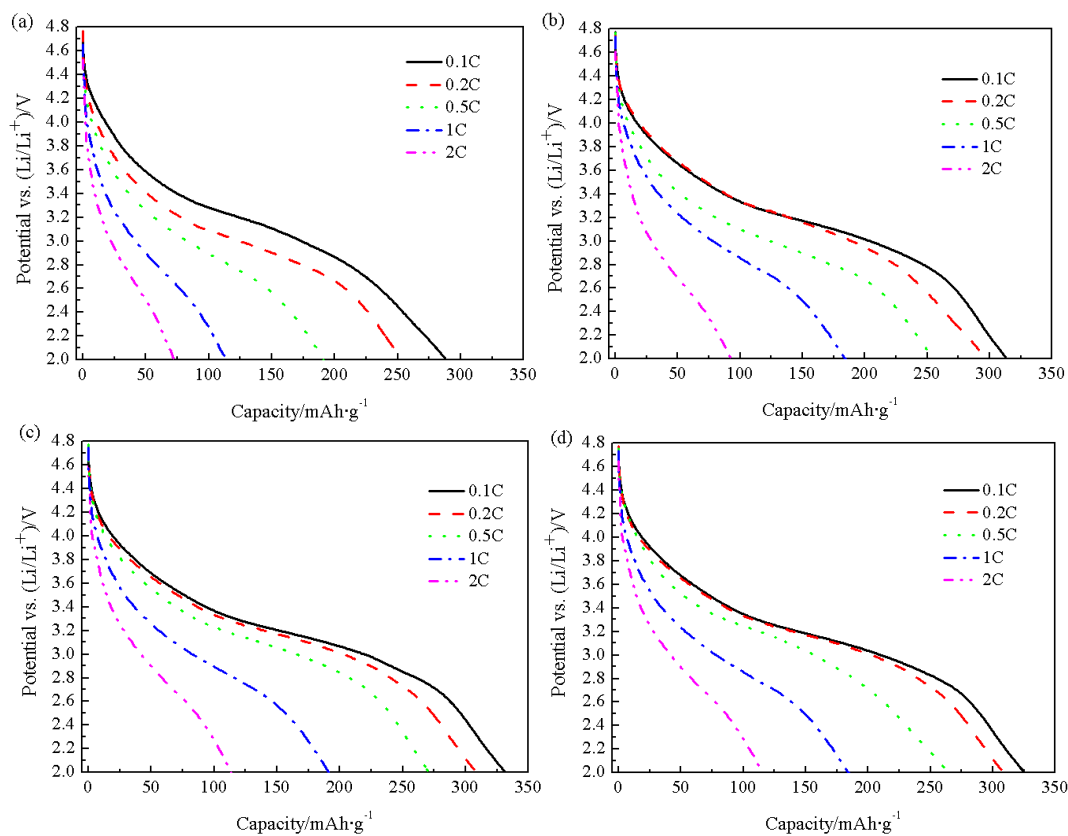 (a)
Potential vs. (Li/Li⁺)/V
4.8
4.6
4.4
4.2
4.0
3.8
3.6
3.4
3.2
3.0
2.8
2.6
2.4
2.2
2.0
0.1C
0.2C
0.5C
1C
2C
0 50 100 150 200 250 300 350
Capacity/mAh·g⁻¹
(b)
Potential vs. (Li/Li⁺)/V
4.8
4.6
4.4
4.2
4.0
3.8
3.6
3.4
3.2
3.0
2.8
2.6
2.4
2.2
2.0
0.1C
0.2C
0.5C
1C
2C
0 50 100 150 200 250 300 350
Capacity/mAh·g⁻¹
(c)
Potential vs. (Li/Li⁺)/V
4.8
4.6
4.4
4.2
4.0
3.8
3.6
3.4
3.2
3.0
2.8
2.6
2.4
2.2
2.0
0.1C
0.2C
0.5C
1C
2C
0 50 100 150 200 250 300 350
Capacity/mAh·g⁻¹
(d)
Potential vs. (Li/Li⁺)/V
4.8
4.6
4.4
4.2
4.0
3.8
3.6
3.4
3.2
3.0
2.8
2.6
2.4
2.2
2.0
0.1C
0.2C
0.5C
1C
2C
0 50 100 150 200 250 300 350
Capacity/mAh·g⁻¹